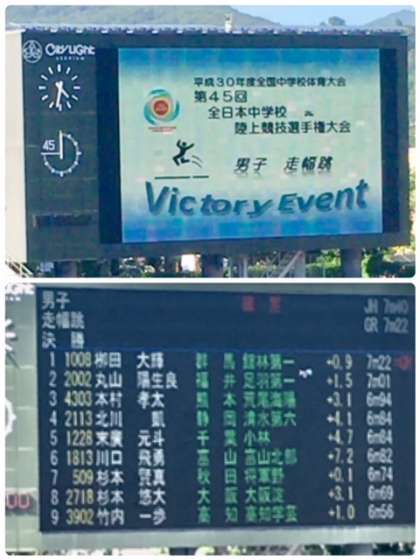 CITY LIGHT
STADIUM
45
平成30年度全国中学校体育大会
第45回
全日本中学校
陸上競技選手権大会
男子 走幅跳
Victory Event
男子 JH 7m40
走幅跳 GR 7m22
決 勝
1 1008 栁田 大輝 群 馬 館林第一 +0.9 7m22
2 2002 丸山 陽生良 福 井 足羽第一 +1.5 7m01
3 4303 本村 孝太 熊 本 荒尾海陽 +3.1 6m94
4 2113 北川 凱 静 岡 清水第六 +4.1 6m84
5 1228 末廣 元斗 千 葉 小林 +4.7 6m84
6 1813 川口 飛勇 富 山 富山北部 +7.2 6m82
7 509 杉本 賢真 秋 田 将軍野 +0.1 6m74
8 2718 杉本 悠大 大 阪 大阪淀 +3.1 6m69
9 3902 竹内 一歩 高 知 高知学芸 +1.0 6m56